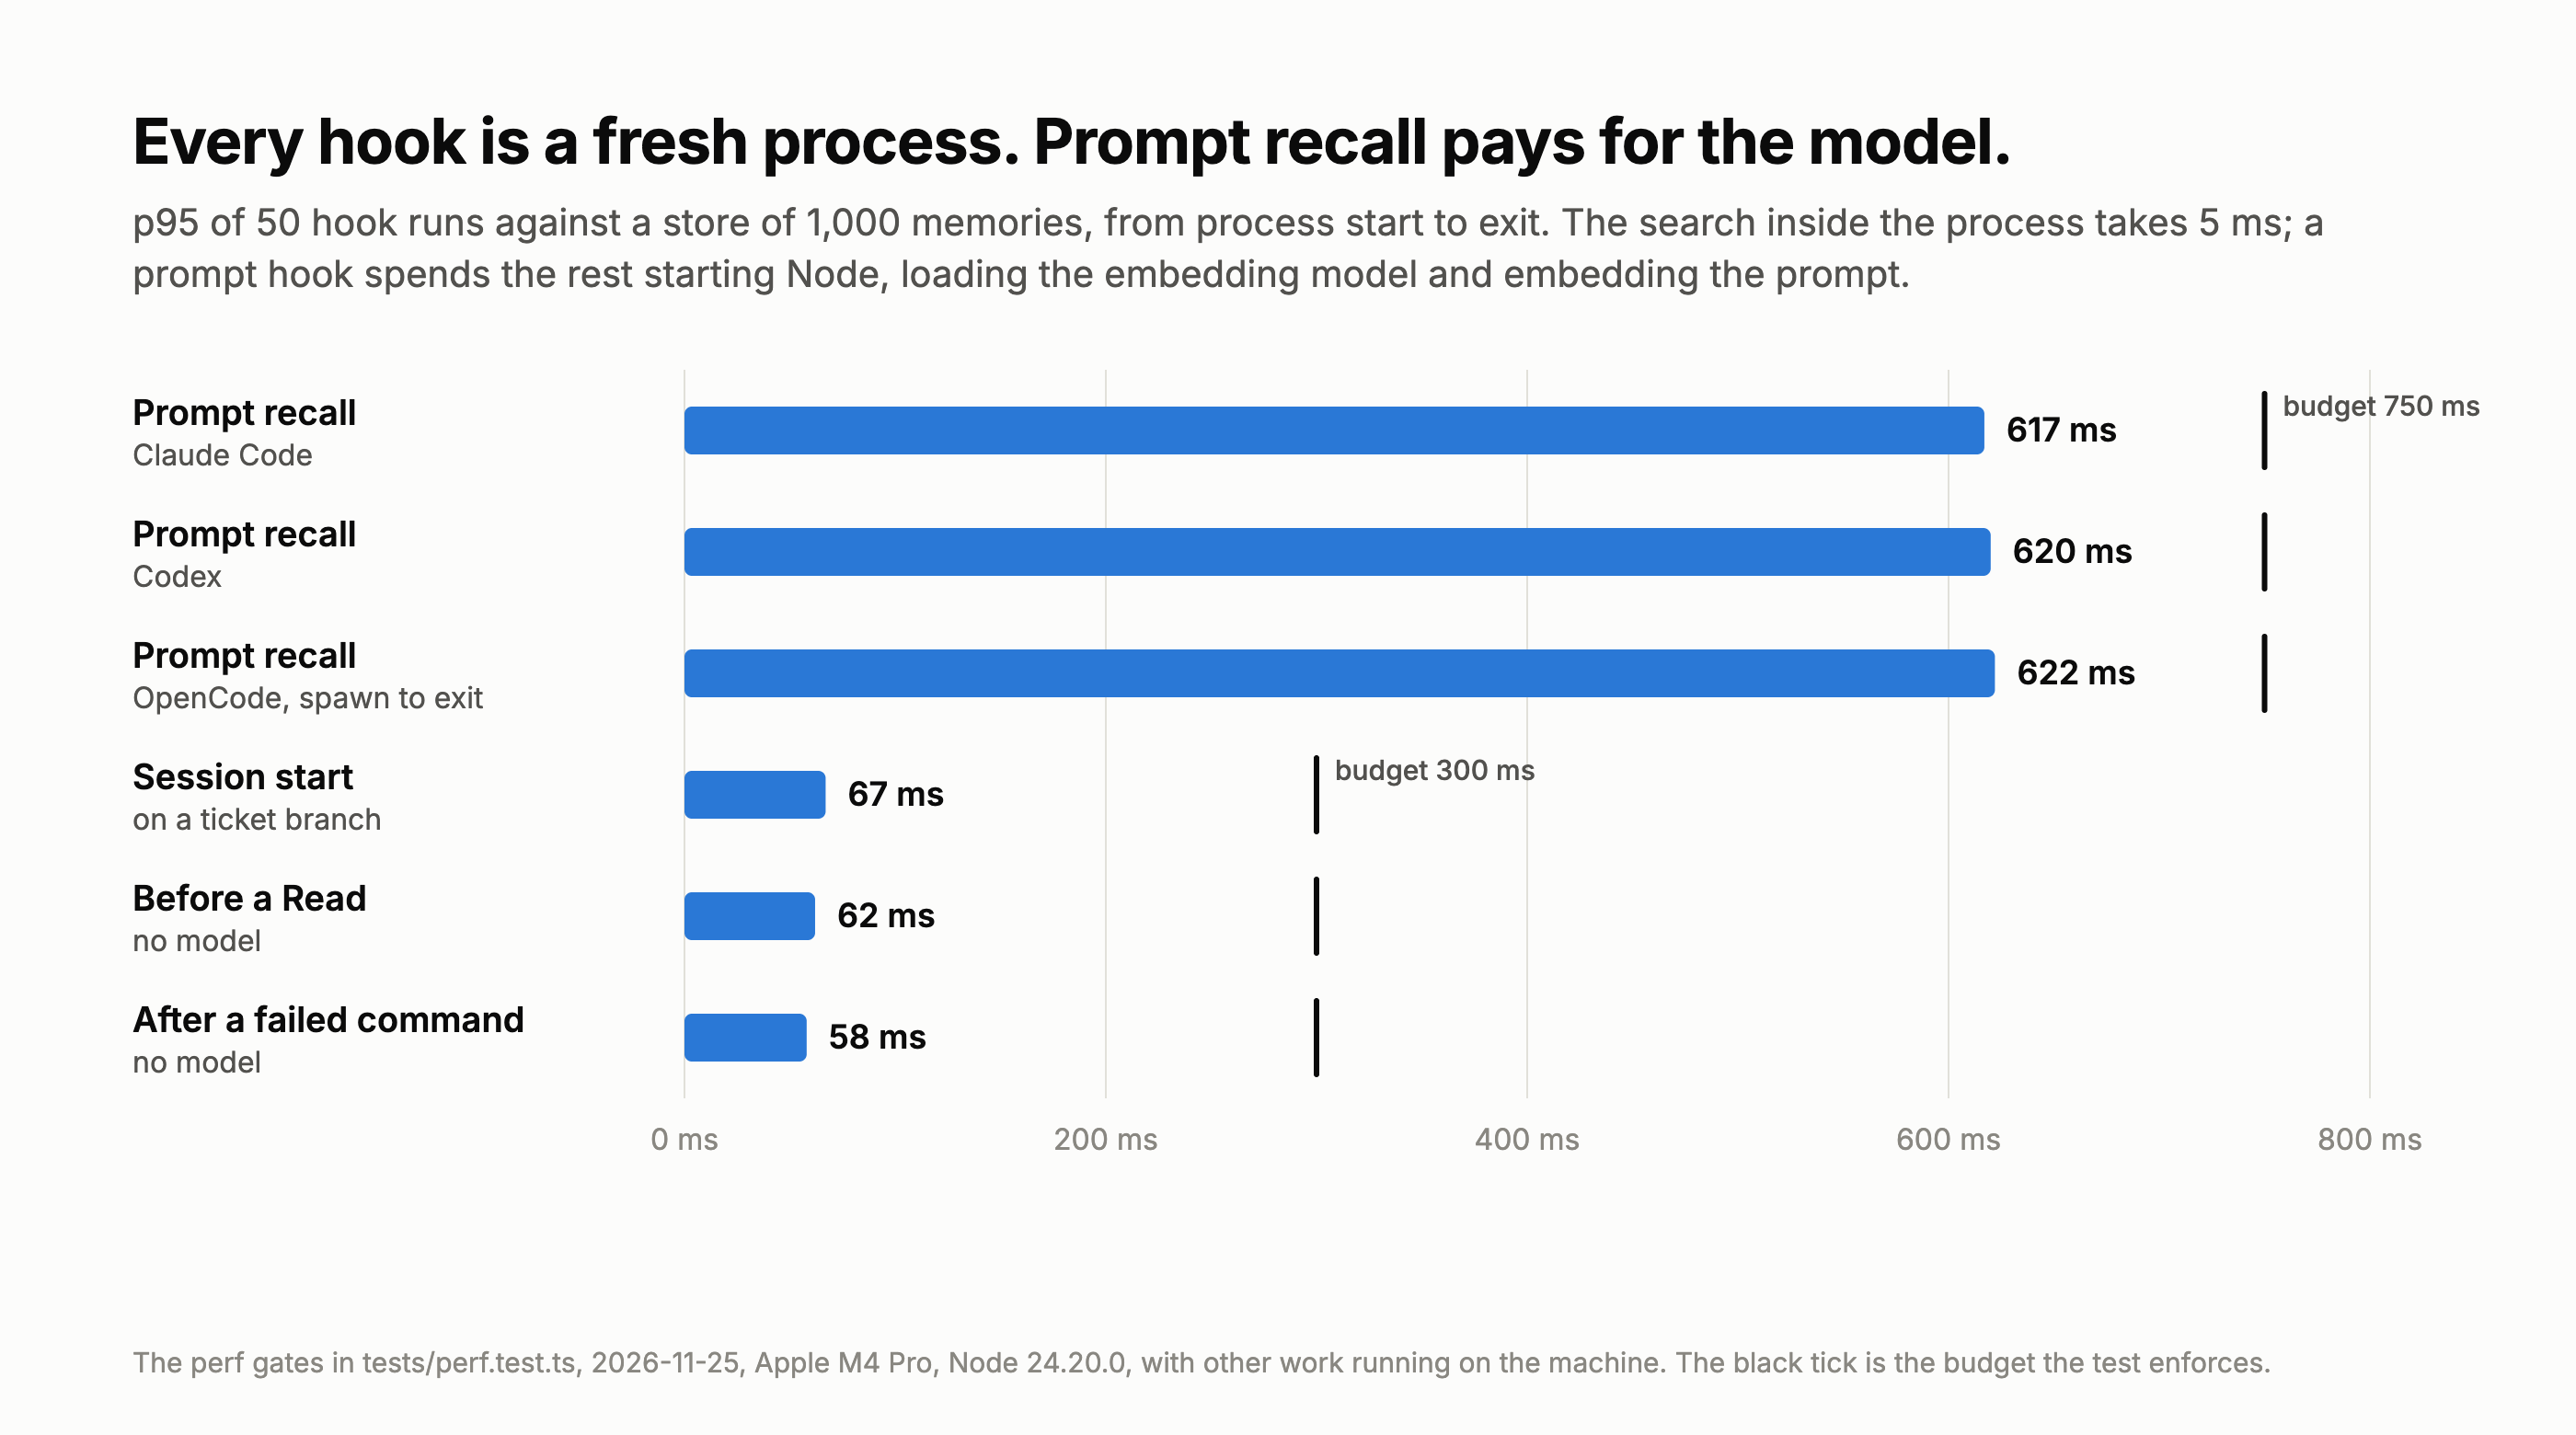 Every hook is a fresh process. Prompt recall pays for the model.
p95 of 50 hook runs against a store of 1,000 memories, from process start to exit. The search inside the process takes 5 ms; a
prompt hook spends the rest starting Node, loading the embedding model and embedding the prompt.
Prompt recall
Claude Code
617 ms
budget 750 ms
Prompt recall
Codex
620 ms
Prompt recall
OpenCode, spawn to exit
622 ms
Session start
on a ticket branch
67 ms
budget 300 ms
Before a Read
no model
62 ms
After a failed command
no model
58 ms
0 ms 200 ms 400 ms 600 ms 800 ms
The perf gates in tests/perf.test.ts, 2026-11-25, Apple M4 Pro, Node 24.20.0, with other work running on the machine. The black tick is the budget the test enforces.